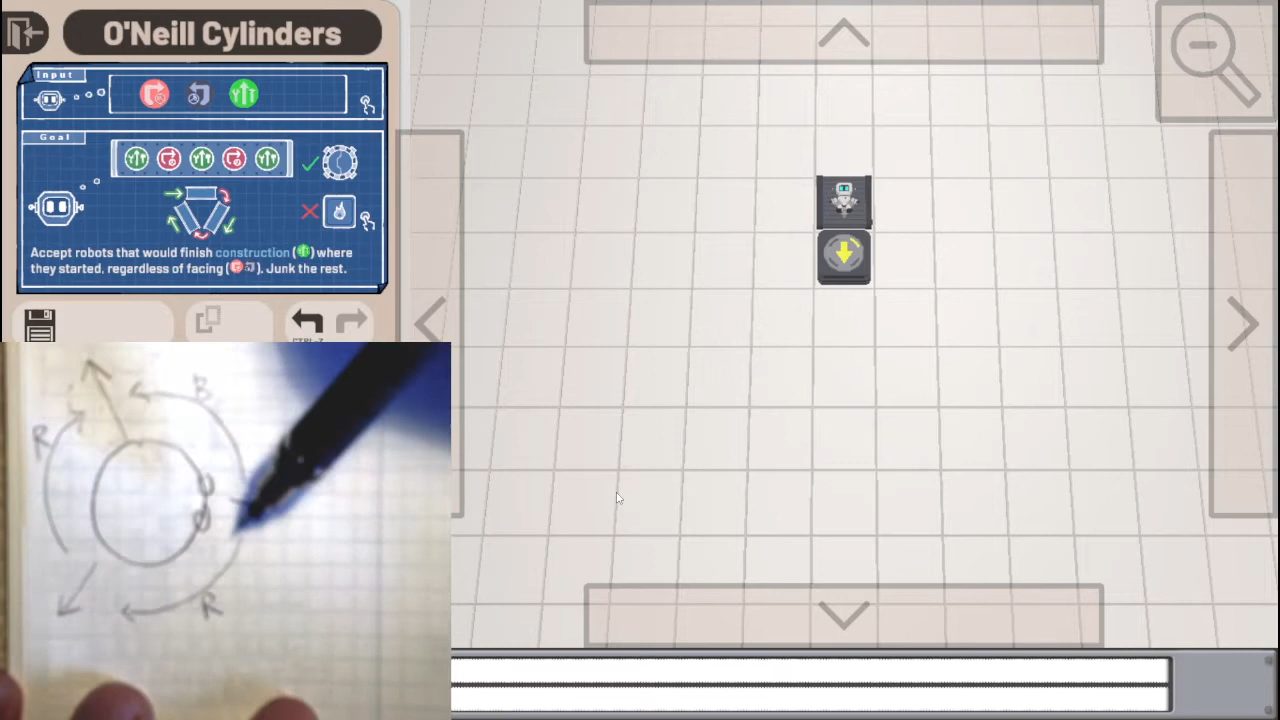 O'Neill Cylinders
Input
Goal
Accept robots that would finish construction ( ) where
they started, regardless of facing ( ). Junk the rest.
CTRL-Z
B
R
R